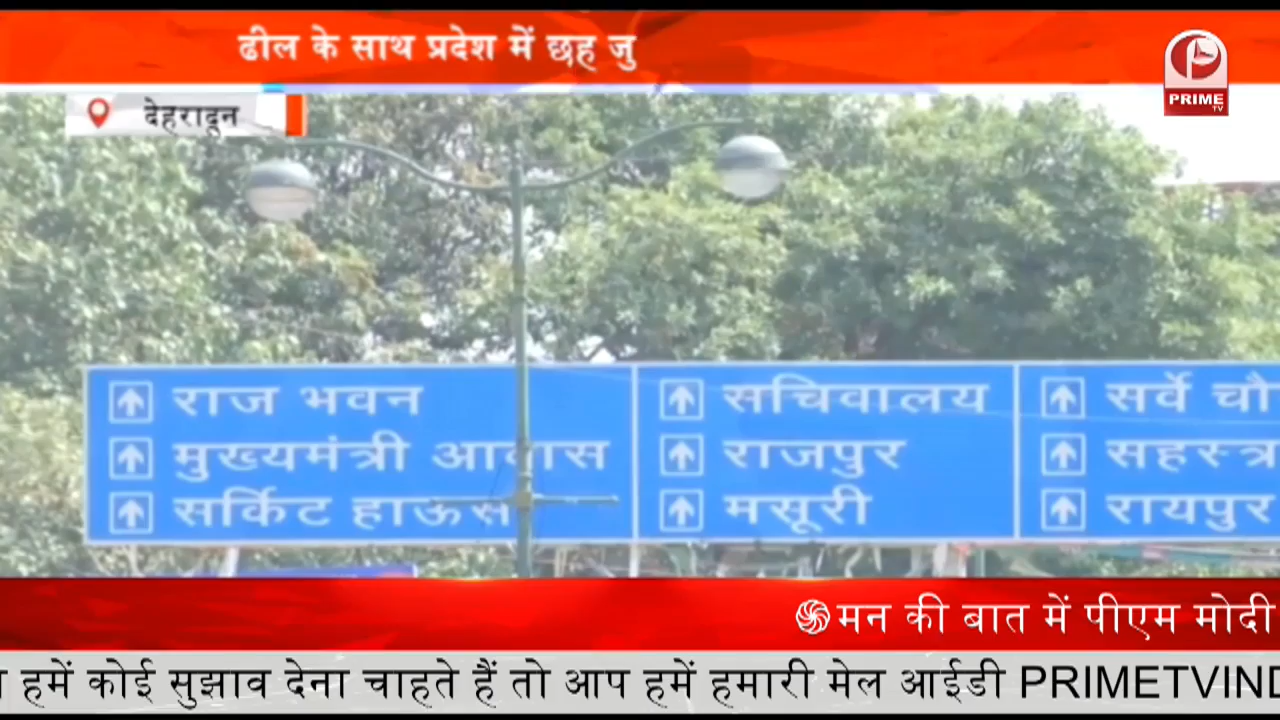 ढील के साथ प्रदेश में छह जु
PRIME
TV
देहरादून
राज भवन
मुख्यमंत्री आवास
सर्किट हाऊस
सचिवालय
राजपुर
मसूरी
सर्वे चौ
सहस्त्र
रायपुर
मन की बात में पीएम मोदी
हमें कोई सुझाव देना चाहते हैं तो आप हमें हमारी मेल आईडी PRIMETVIND